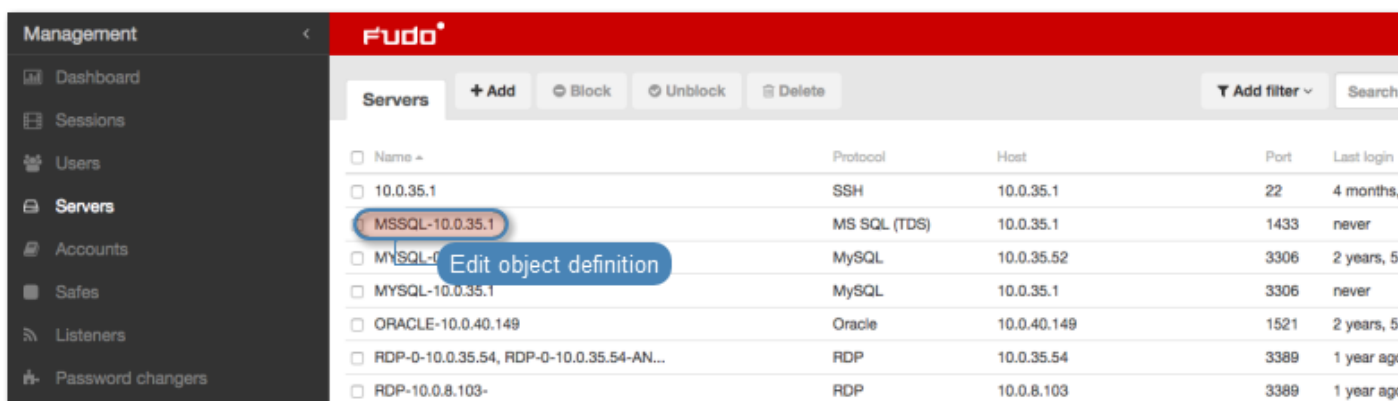 Management
Fudo
Dashboard
Sessions
Users
Servers
Accounts
Safes
Listeners
Password changers
Servers + Add Block Unblock Delete Add filter Search
Name Protocol Host Port Last login
10.0.35.1 SSH 10.0.35.1 22 4 months,
MSSQL-10.0.35.1 MS SQL (TDS) 10.0.35.1 1433 never
Edit object definition
MYSQL-0 MySQL 10.0.35.52 3306 2 years, 5
MYSQL-10.0.35.1 MySQL 10.0.35.1 3306 never
ORACLE-10.0.40.149 Oracle 10.0.40.149 1521 2 years, 5
RDP-0-10.0.35.54, RDP-0-10.0.35.54-AN... RDP 10.0.35.54 3389 1 year ago
RDP-10.0.8.103- RDP 10.0.8.103 3389 1 year ago